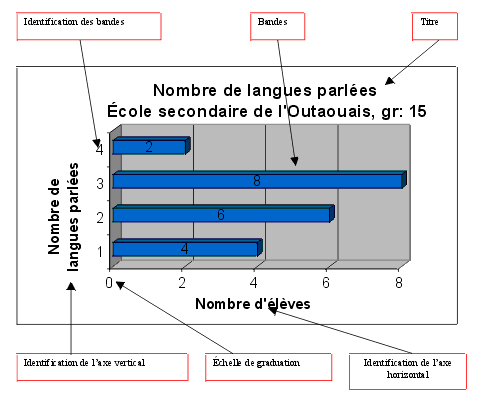 Identification des bandes
Bandes
Titre
Nombre de langues parlées
École secondaire de l'Outaouais, gr: 15
Nombre de
langues parlées
4
2
3
8
2
6
1
4
0
2
4
6
8
Nombre d'élèves
Identification de l'axe vertical
Échelle de graduation
Identification de l'axe
horizontal